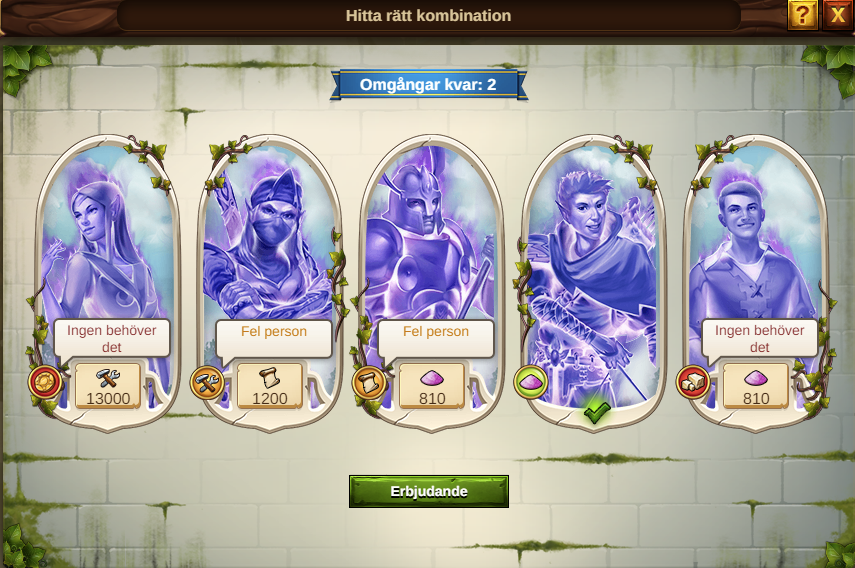 Hitta rätt kombination
?
X
Omgångar kvar: 2
Ingen behöver
det
Fel person
Fel person
Ingen behöver
det
13000
1200
810
810
Erbjudande